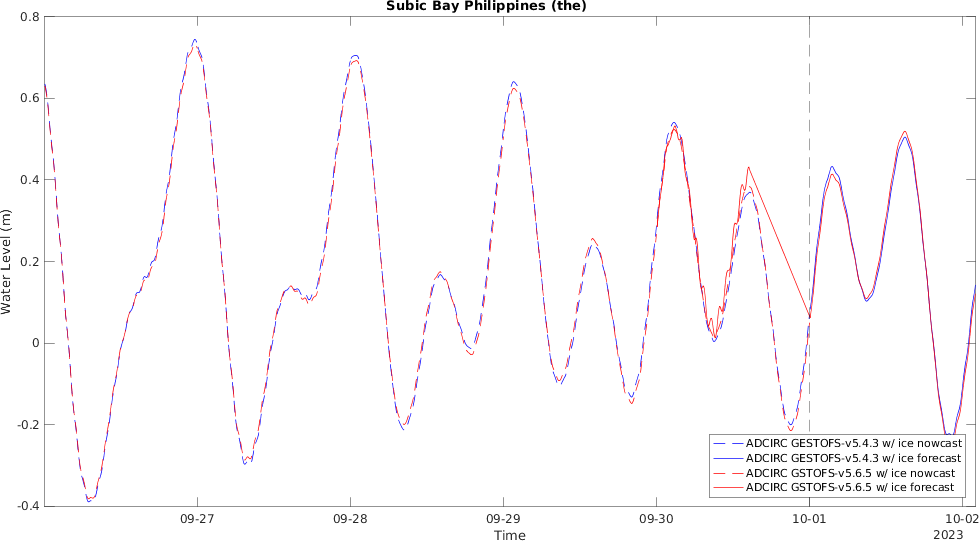 Subic Bay Philippines (the)
0.8
0.6
0.4
0.2
0
-0.2
-0.4
Water Level (m)
09-27 09-28 09-29 09-30 10-01 10-02
Time
2023
ADCIRC GESTOFS-v5.4.3 w/ ice nowcast
ADCIRC GESTOFS-v5.4.3 w/ ice forecast
ADCIRC GSTOFS-v5.6.5 w/ ice nowcast
ADCIRC GSTOFS-v5.6.5 w/ ice forecast